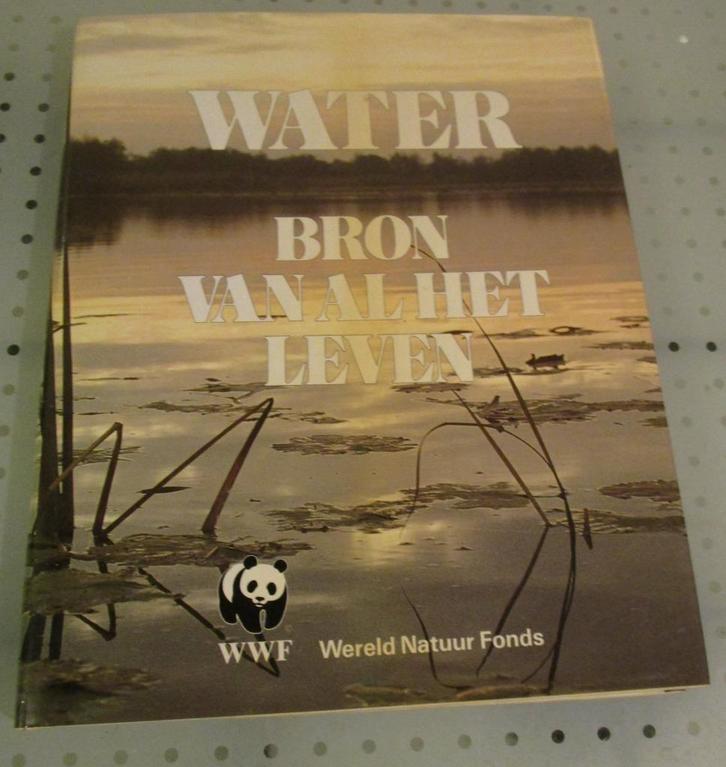 WATER
BRON
VAN AL HET
LEVEN
WWF Wereld Natuur Fonds